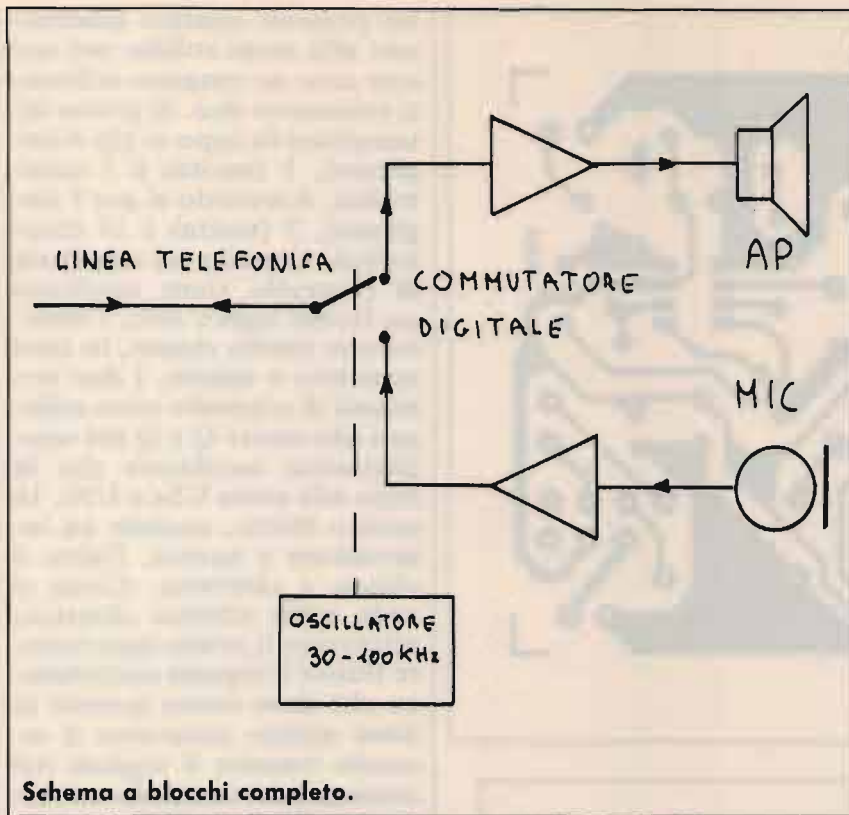 LINEA TELEFONICA
COMMUTATORE
DIGITALE
AP
MIC
OSCILLATORE
30-100 KHz
Schema a blocchi completo.